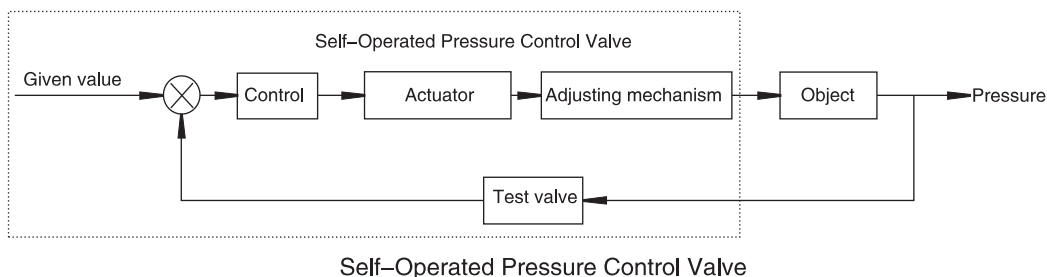 Self–Operated Pressure Control Valve
Given value
Control
Actuator
Adjusting mechanism
Object
Pressure
Test valve
Self–Operated Pressure Control Valve